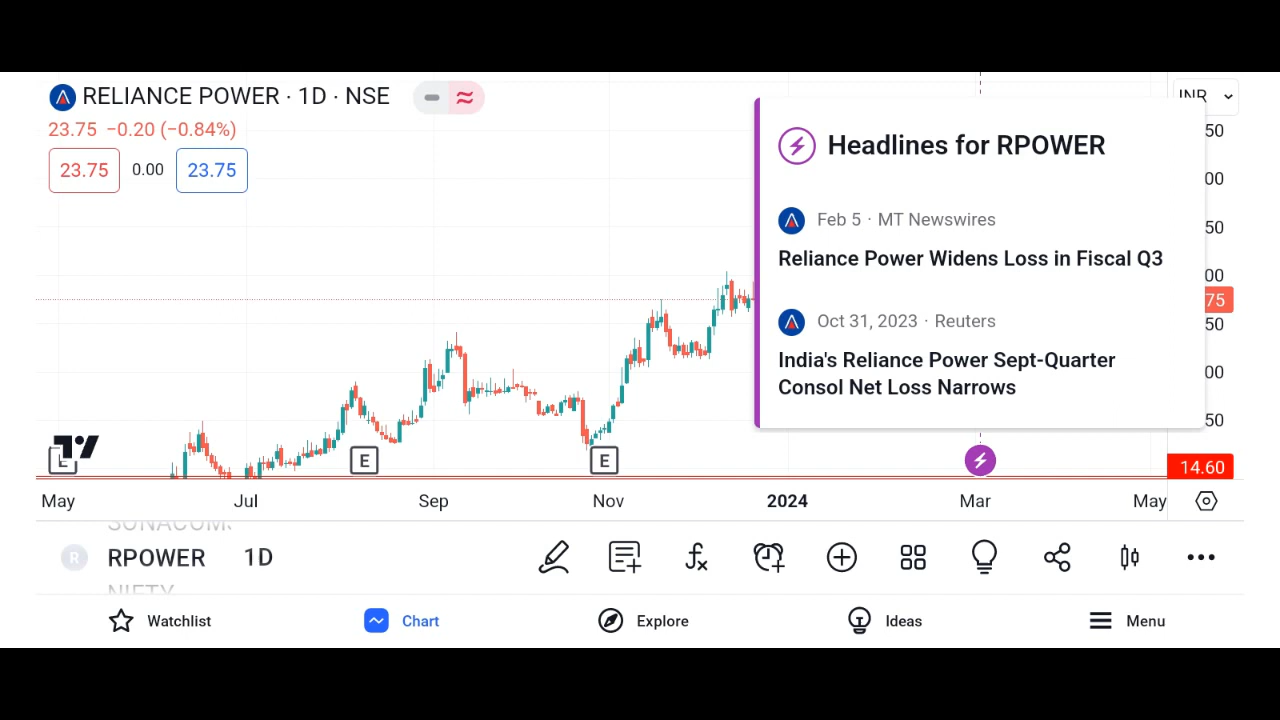 RELIANCE POWER · 1D · NSE
INR
23.75 −0.20 (−0.84%)
23.75 0.00 23.75
Headlines for RPOWER
Feb 5 · MT Newswires
Reliance Power Widens Loss in Fiscal Q3
Oct 31, 2023 · Reuters
India's Reliance Power Sept-Quarter
Consol Net Loss Narrows
50
00
50
00
75
50
00
50
14.60
E
E
E
May Jul Sep Nov 2024 Mar May
SONACOMS
R RPOWER 1D
NIFTY
Watchlist Chart Explore Ideas Menu